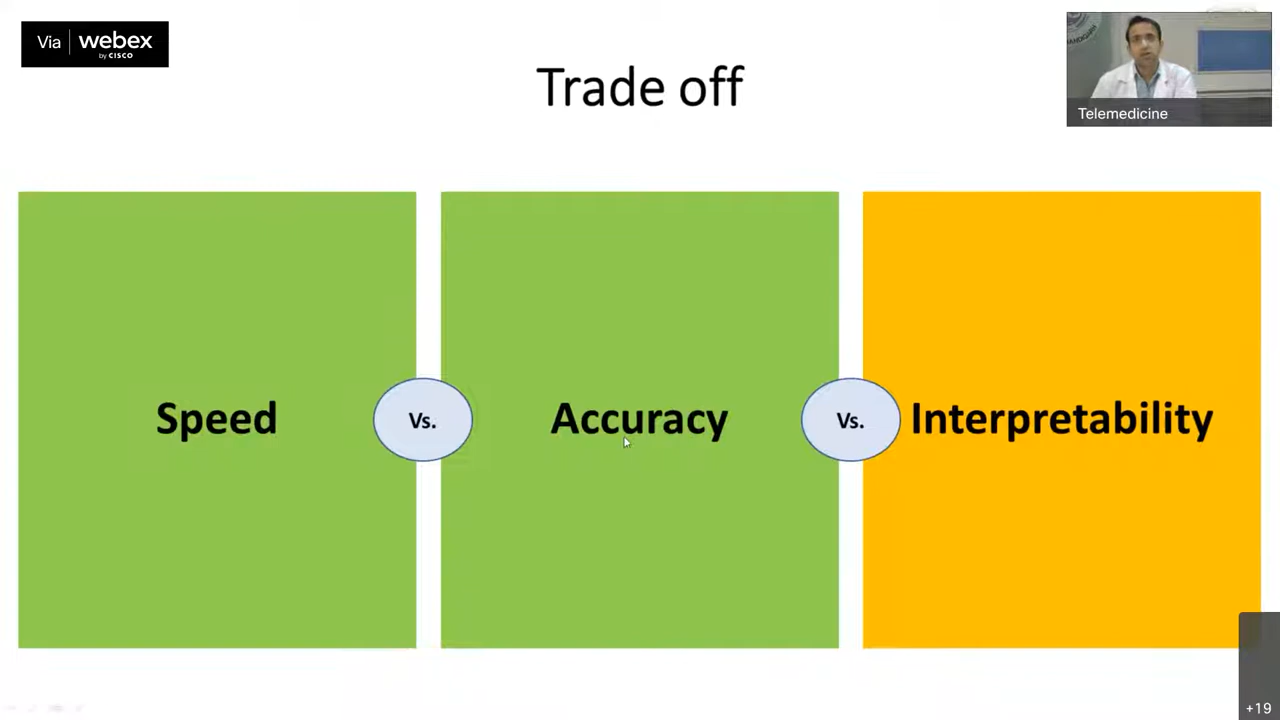 Via webex
by CISCO
Trade off
Telemedicine
Speed
Vs.
Accuracy
Vs.
Interpretability
+19